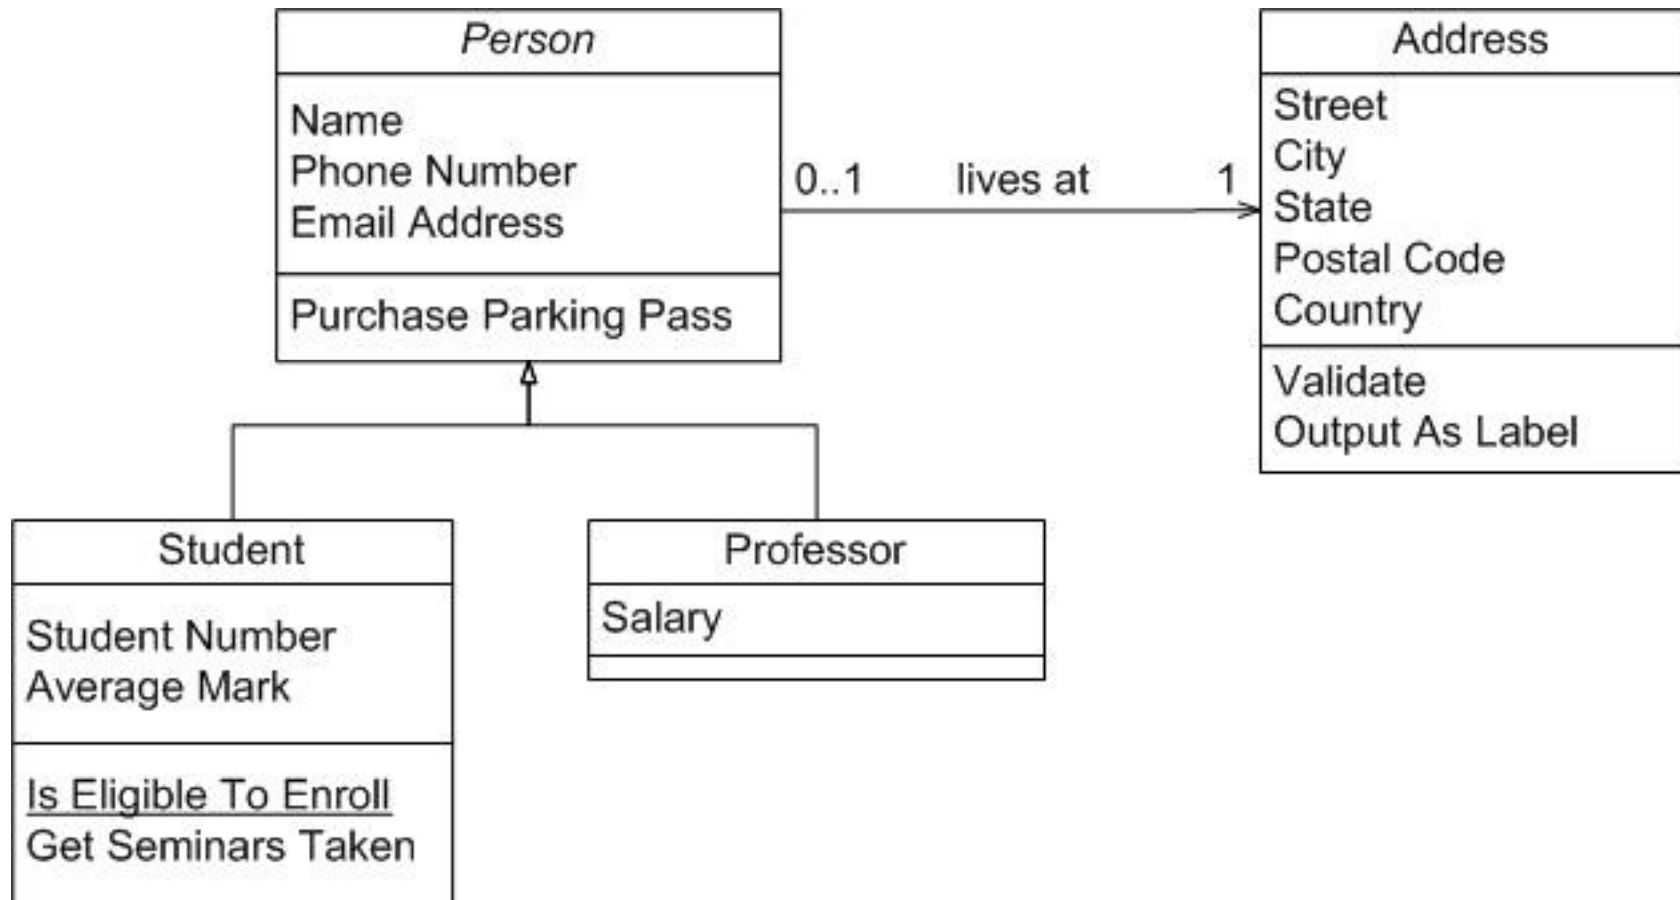 Person
Name
Phone Number
Email Address
Purchase Parking Pass
0..1
lives at
1
Address
Street
City
State
Postal Code
Country
Validate
Output As Label
Student
Student Number
Average Mark
Is Eligible To Enroll
Get Seminars Taken
Professor
Salary